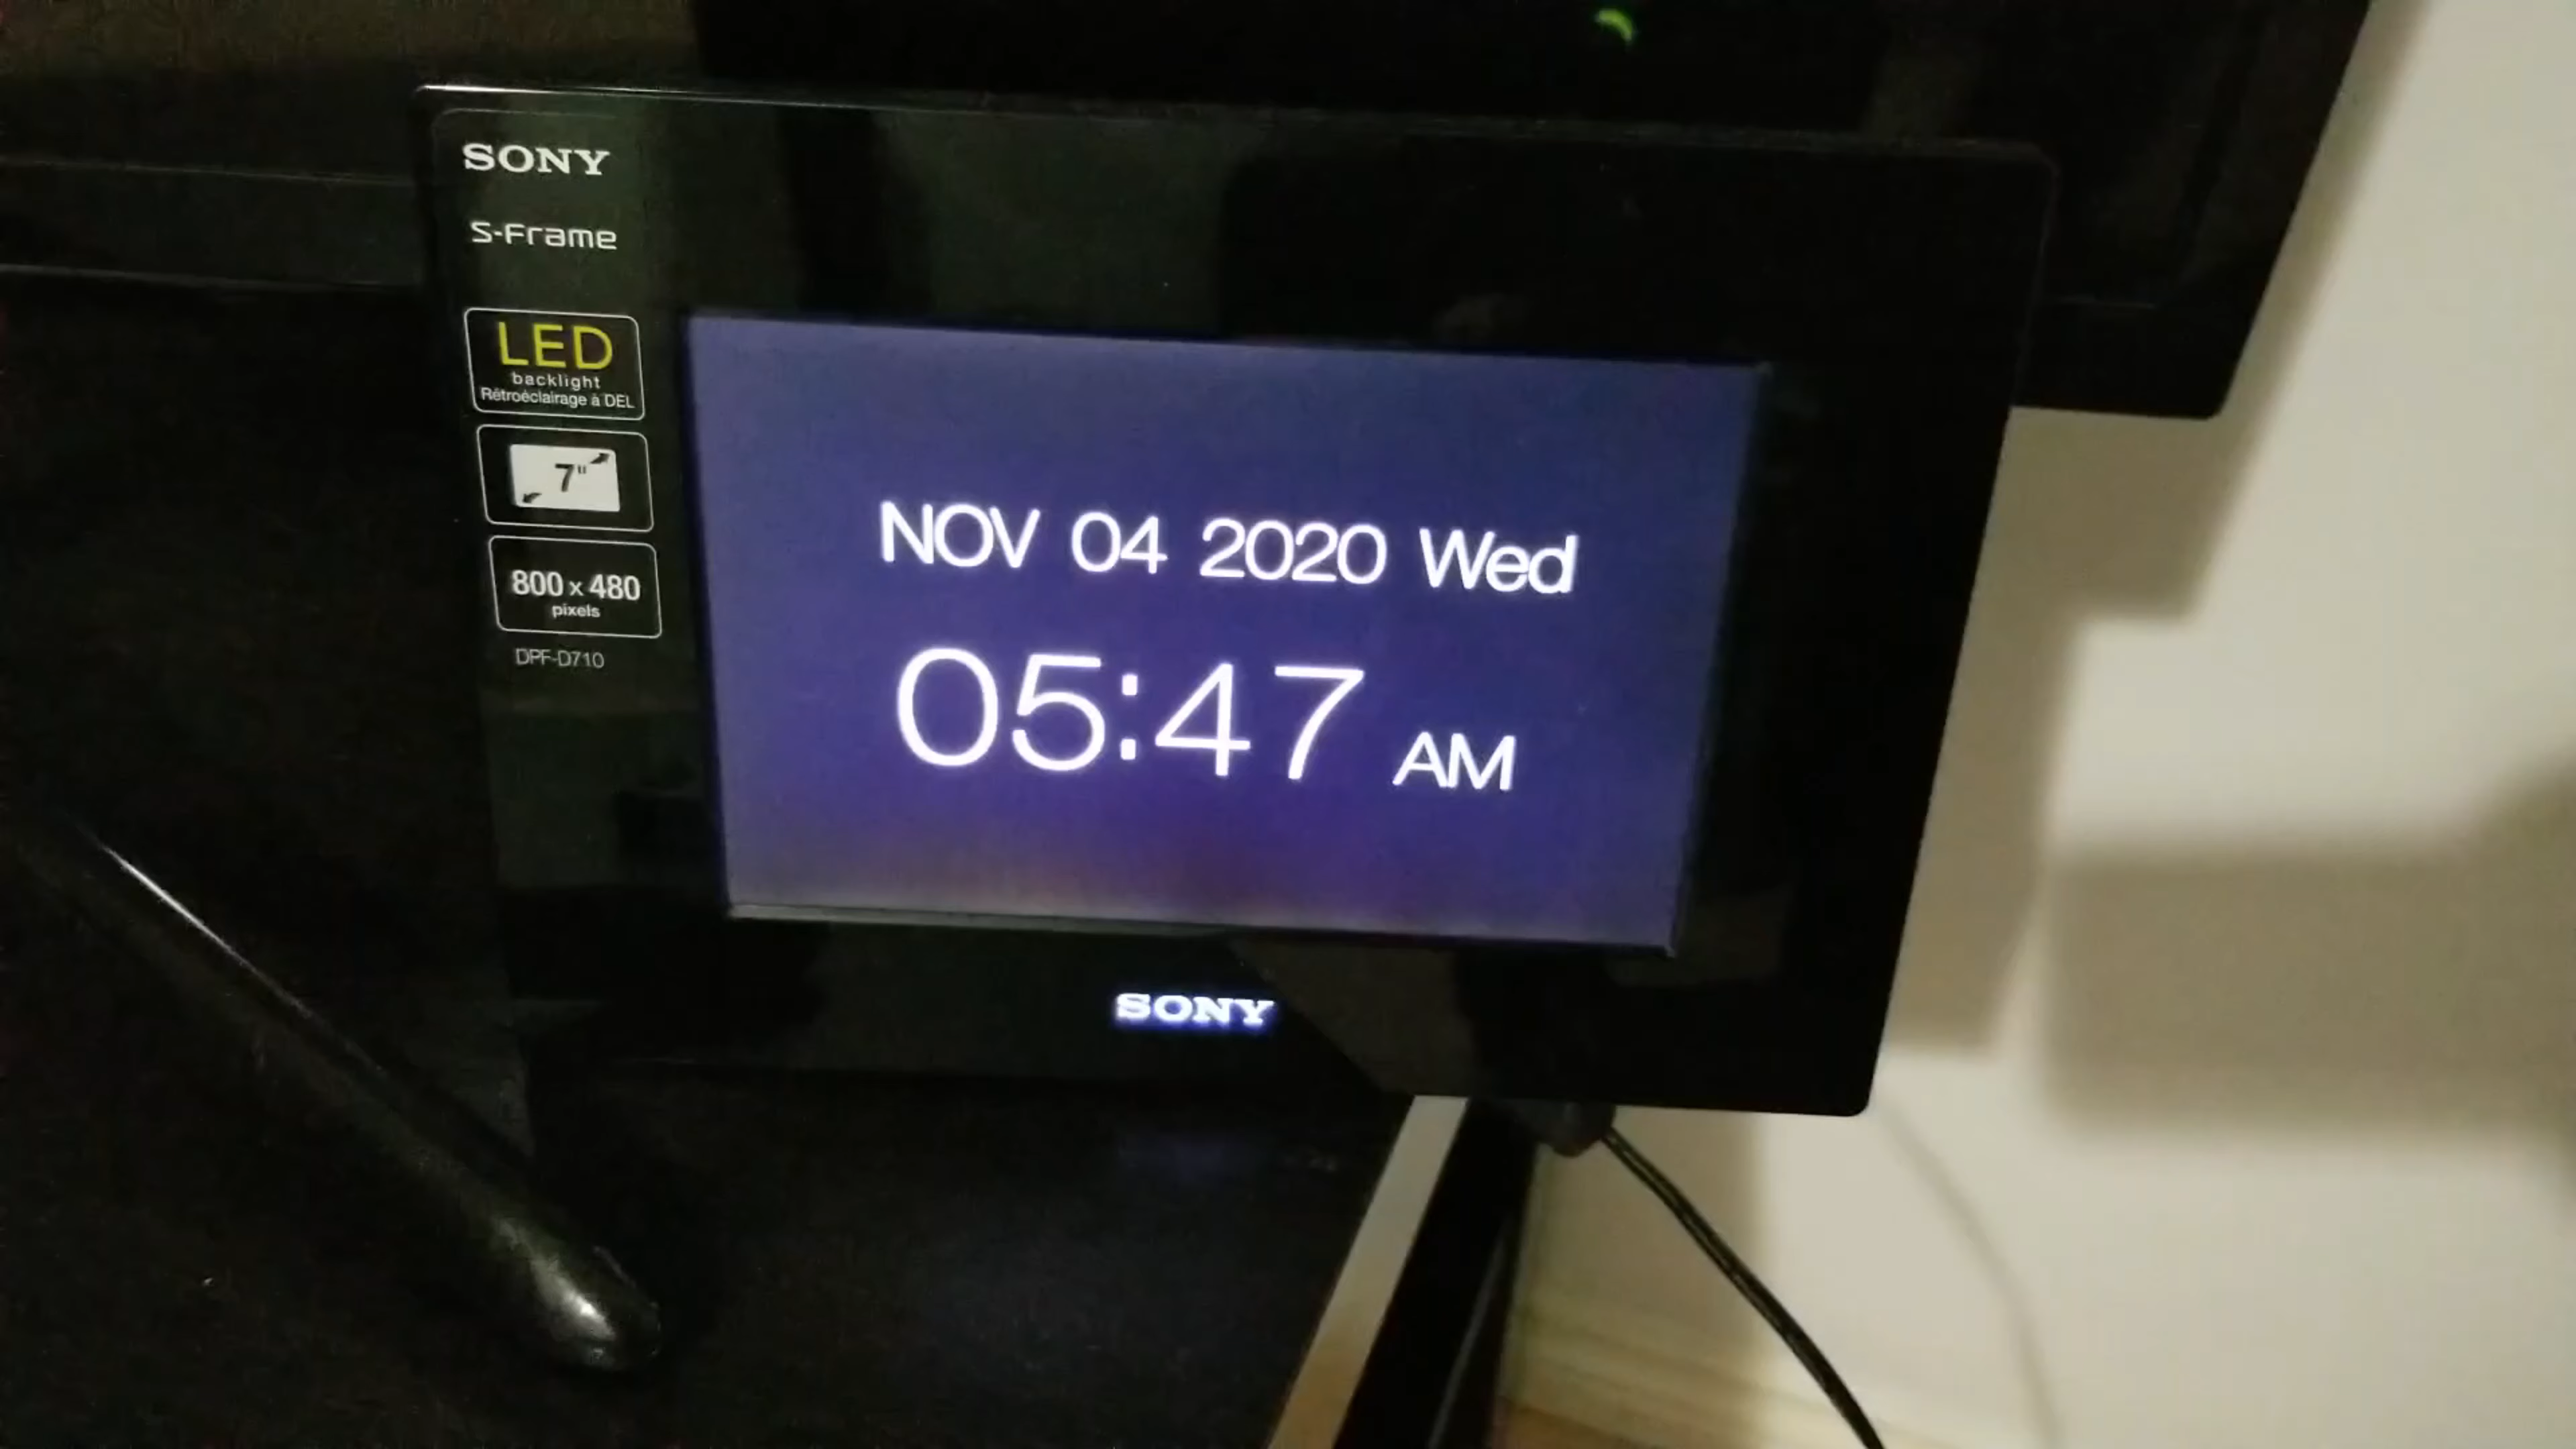 SONY
S-Frame
LED
backlight
Rétroéclairage à DEL
7"
800 x 480
pixels
DPF-D710
NOV 04 2020 Wed
05:47 AM
SONY